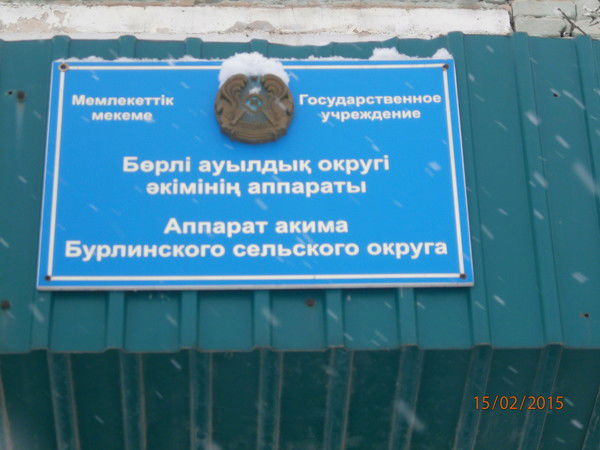 Мемлекеттік
мекеме
Государственное
учреждение
Бөрлі ауылдық округі
әкімінің аппараты
Аппарат акима
Бурлинского сельского округа
15/02/2015